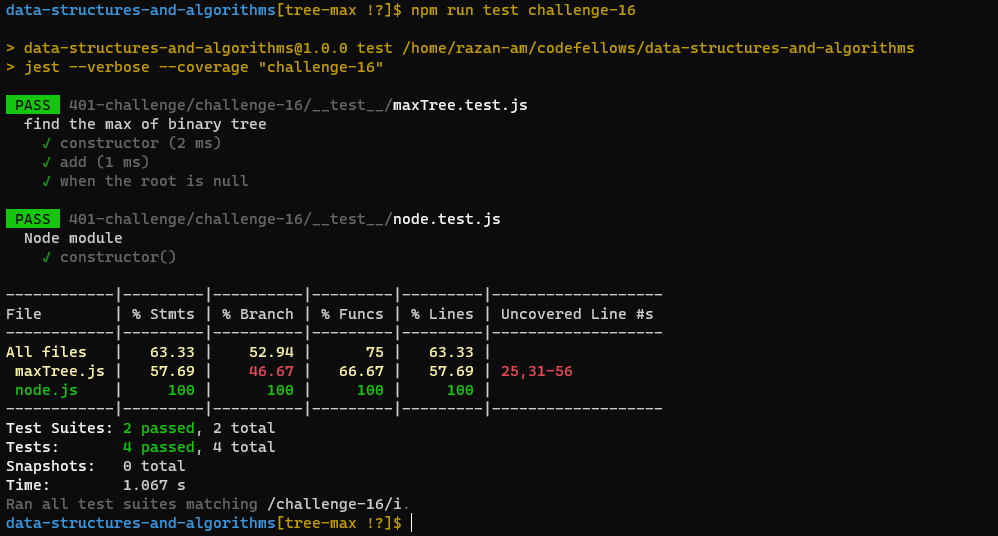 data-structures-and-algorithms[tree-max !?]$ npm run test challenge-16
> data-structures-and-algorithms@1.0.0 test /home/razan-am/codefellows/data-structures-and-algorithms
> jest --verbose --coverage "challenge-16"
PASS 401-challenge/challenge-16/__test__/maxTree.test.js
  find the max of binary tree
    ✓ constructor (2 ms)
    ✓ add (1 ms)
    ✓ when the root is null
PASS 401-challenge/challenge-16/__test__/node.test.js
  Node module
    ✓ constructor()
------------|---------|----------|---------|---------|-------------------
File        | % Stmts | % Branch | % Funcs | % Lines | Uncovered Line #s
------------|---------|----------|---------|---------|-------------------
All files   |   63.33 |    52.94 |      75 |   63.33 |
 maxTree.js |   57.69 |    46.67 |   66.67 |   57.69 | 25,31-56
 node.js    |     100 |      100 |     100 |     100 |
------------|---------|----------|---------|---------|-------------------
Test Suites: 2 passed, 2 total
Tests:       4 passed, 4 total
Snapshots:   0 total
Time:        1.067 s
Ran all test suites matching /challenge-16/i.
data-structures-and-algorithms[tree-max !?]$